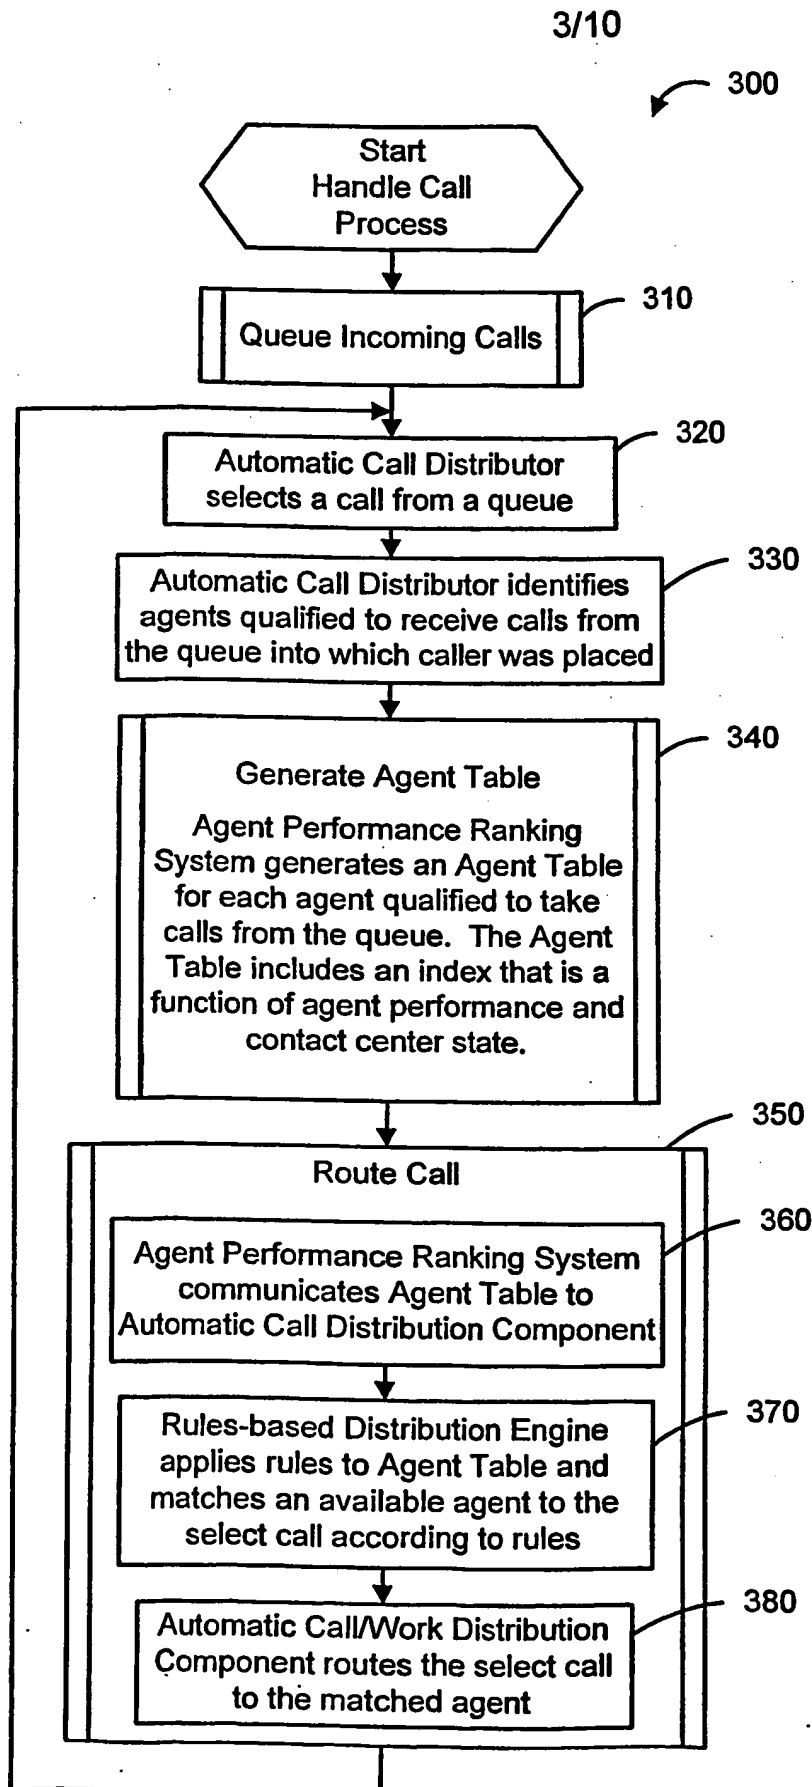 3/10
300
Start
Handle Call
Process
310
Queue Incoming Calls
320
Automatic Call Distributor
selects a call from a queue
330
Automatic Call Distributor identifies
agents qualified to receive calls from
the queue into which caller was placed
340
Generate Agent Table
Agent Performance Ranking
System generates an Agent Table
for each agent qualified to take
calls from the queue. The Agent
Table includes an index that is a
function of agent performance and
contact center state.
350
Route Call
360
Agent Performance Ranking System
communicates Agent Table to
Automatic Call Distribution Component
370
Rules-based Distribution Engine
applies rules to Agent Table and
matches an available agent to the
select call according to rules
380
Automatic Call/Work Distribution
Component routes the select call
to the matched agent